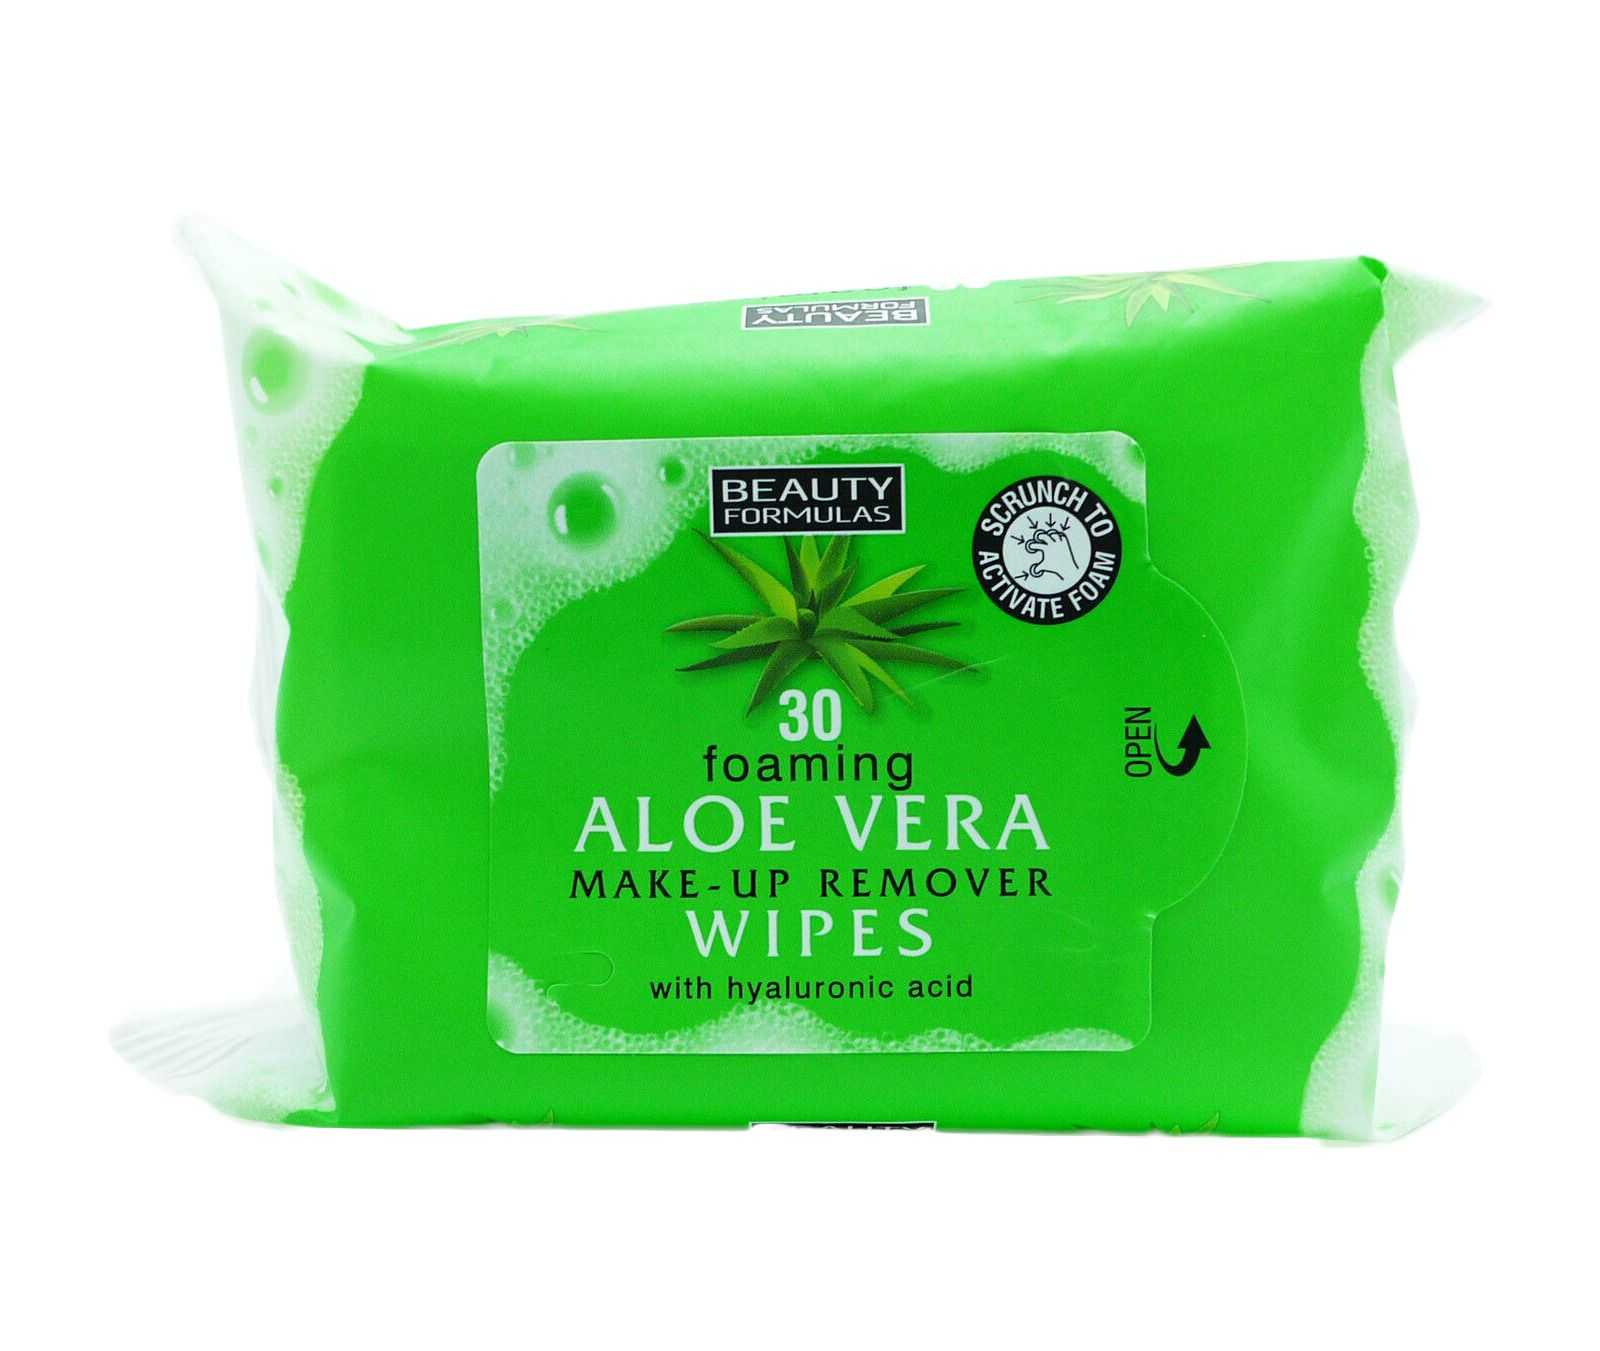 BEAUTY
FORMULAS
BEAUTY
FORMULAS
SCRUNCH TO
ACTIVATE FOAM
30
foaming
OPEN
ALOE VERA
MAKE-UP REMOVER
WIPES
with hyaluronic acid